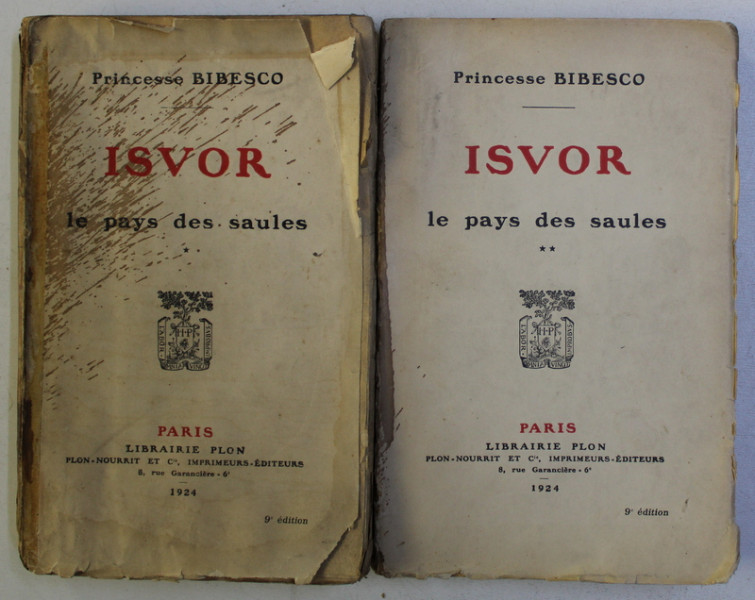 Princesse BIBESCO
ISVOR
le pays des saules
*
PARIS
LIBRAIRIE PLON
PLON-NOURRIT ET Cie, IMPRIMEURS-ÉDITEURS
8, rue Garancière - 6e
1924
9e édition
Princesse BIBESCO
ISVOR
le pays des saules
**
PARIS
LIBRAIRIE PLON
PLON-NOURRIT ET Cie, IMPRIMEURS-ÉDITEURS
8, rue Garancière - 6e
1924
9e édition